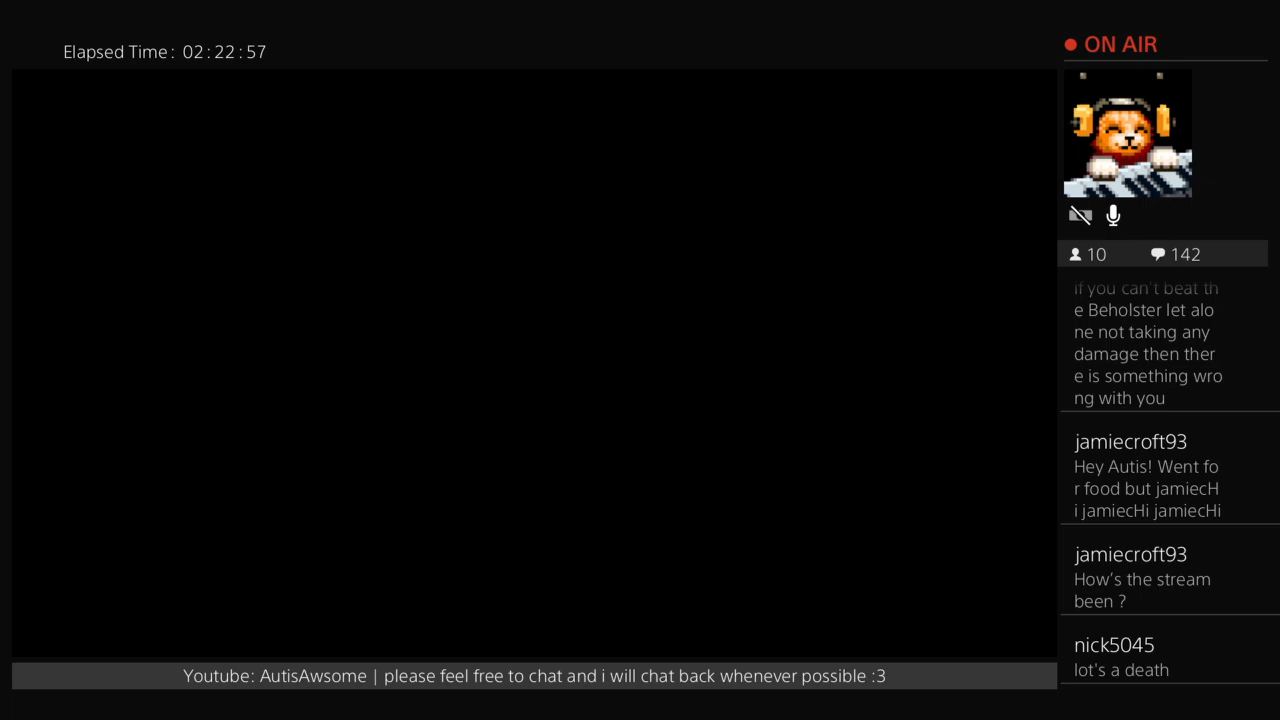 Elapsed Time: 02:22:57
ON AIR
10 142
if you can't beat th
e Beholster let alo
ne not taking any
damage then ther
e is something wro
ng with you
jamiecroft93
Hey Autis! Went fo
r food but jamiecH
i jamiecHi jamiecHi
jamiecroft93
How's the stream
been ?
nick5045
lot's a death
Youtube: AutisAwsome | please feel free to chat and i will chat back whenever possible :3